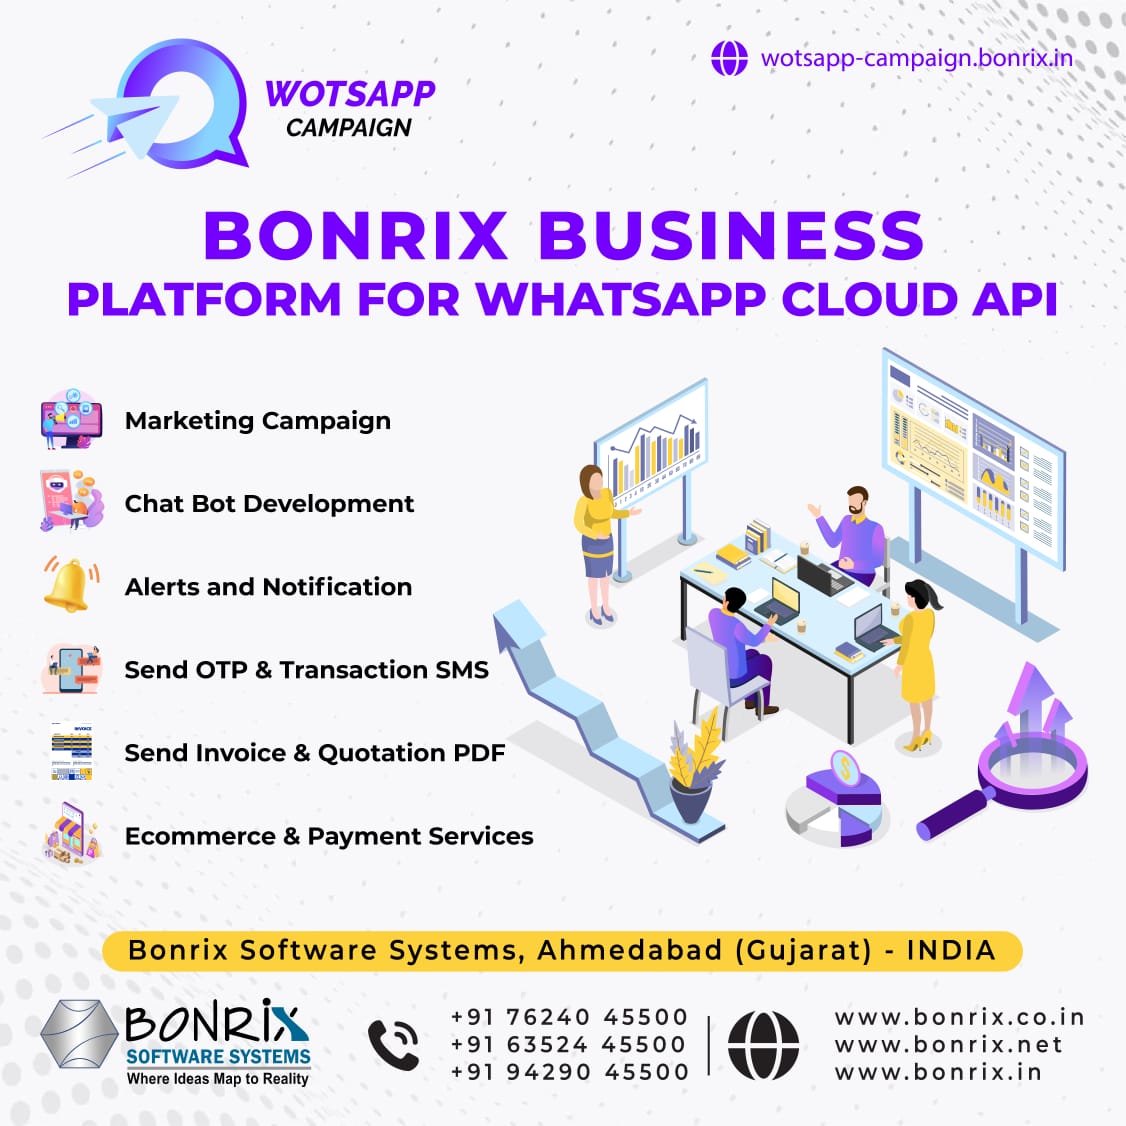 WOTSAPP
CAMPAIGN
wotsapp-campaign.bonrix.in
BONRIX BUSINESS
PLATFORM FOR WHATSAPP CLOUD API
Marketing Campaign
Chat Bot Development
Alerts and Notification
Send OTP & Transaction SMS
INVOICE
Send Invoice & Quotation PDF
Ecommerce & Payment Services
Bonrix Software Systems, Ahmedabad (Gujarat) - INDIA
BONRiX
SOFTWARE SYSTEMS
Where Ideas Map to Reality
+91 76240 45500
+91 63524 45500
+91 94290 45500
www.bonrix.co.in
www.bonrix.net
www.bonrix.in